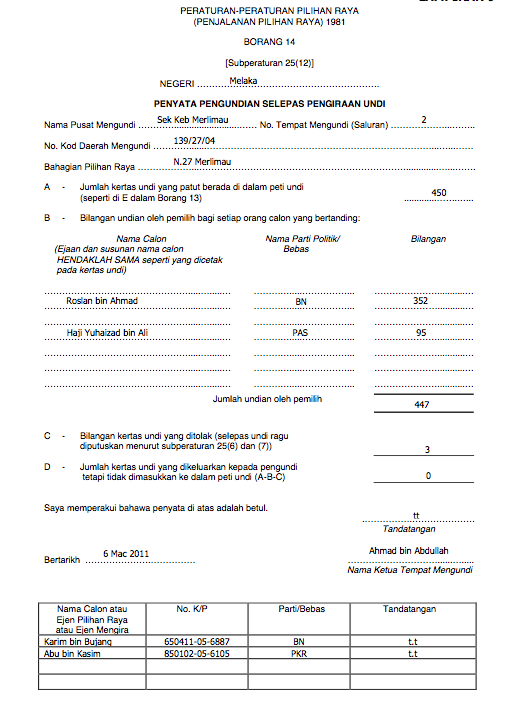 PERATURAN-PERATURAN PILIHAN RAYA
(PENJALANAN PILIHAN RAYA) 1981
BORANG 14
[Subperaturan 25(12)]
NEGERI ………………Melaka………………
PENYATA PENGUNDIAN SELEPAS PENGIRAAN UNDI
Nama Pusat Mengundi ……Sek Keb Merlimau…… No. Tempat Mengundi (Saluran) ………2………
No. Kod Daerah Mengundi ……139/27/04………………
Bahagian Pilihan Raya ………N.27 Merlimau………………
A - Jumlah kertas undi yang patut berada di dalam peti undi 450
(seperti di E dalam Borang 13)
B - Bilangan undian oleh pemilih bagi setiap orang calon yang bertanding:
Nama Calon Nama Parti Politik/ Bilangan
(Ejaan dan susunan nama calon Bebas
HENDAKLAH SAMA seperti yang dicetak
pada kertas undi)
Roslan bin Ahmad BN 352
Haji Yuhaizad bin Ali PAS 95
Jumlah undian oleh pemilih 447
C - Bilangan kertas undi yang ditolak (selepas undi ragu
diputuskan menurut subperaturan 25(6) dan (7)) 3
D - Jumlah kertas undi yang dikeluarkan kepada pengundi
tetapi tidak dimasukkan ke dalam peti undi (A-B-C) 0
Saya memperakui bahawa penyata di atas adalah betul.
tt
Tandatangan
Bertarikh ……6 Mac 2011…… Ahmad bin Abdullah
Nama Ketua Tempat Mengundi
Nama Calon atau No. K/P Parti/Bebas Tandatangan
Ejen Pilihan Raya
atau Ejen Mengira
Karim bin Bujang 650411-05-6887 BN t.t
Abu bin Kasim 850102-05-6105 PKR t.t